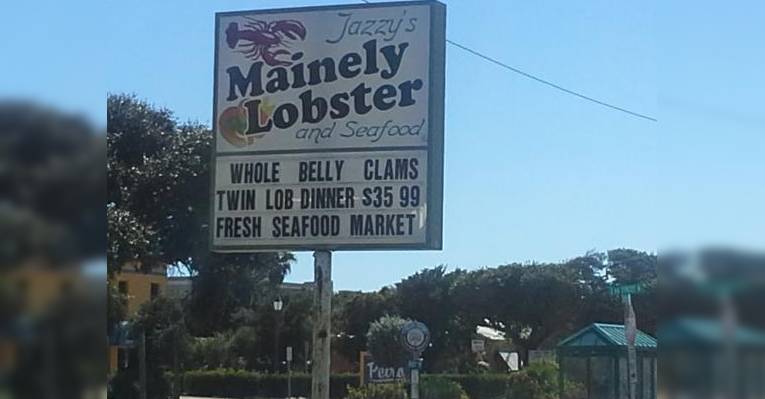 Jazzy's
Mainely
Lobster
and Seafood
WHOLE BELLY CLAMS
TWIN LOB DINNER $35 99
FRESH SEAFOOD MARKET